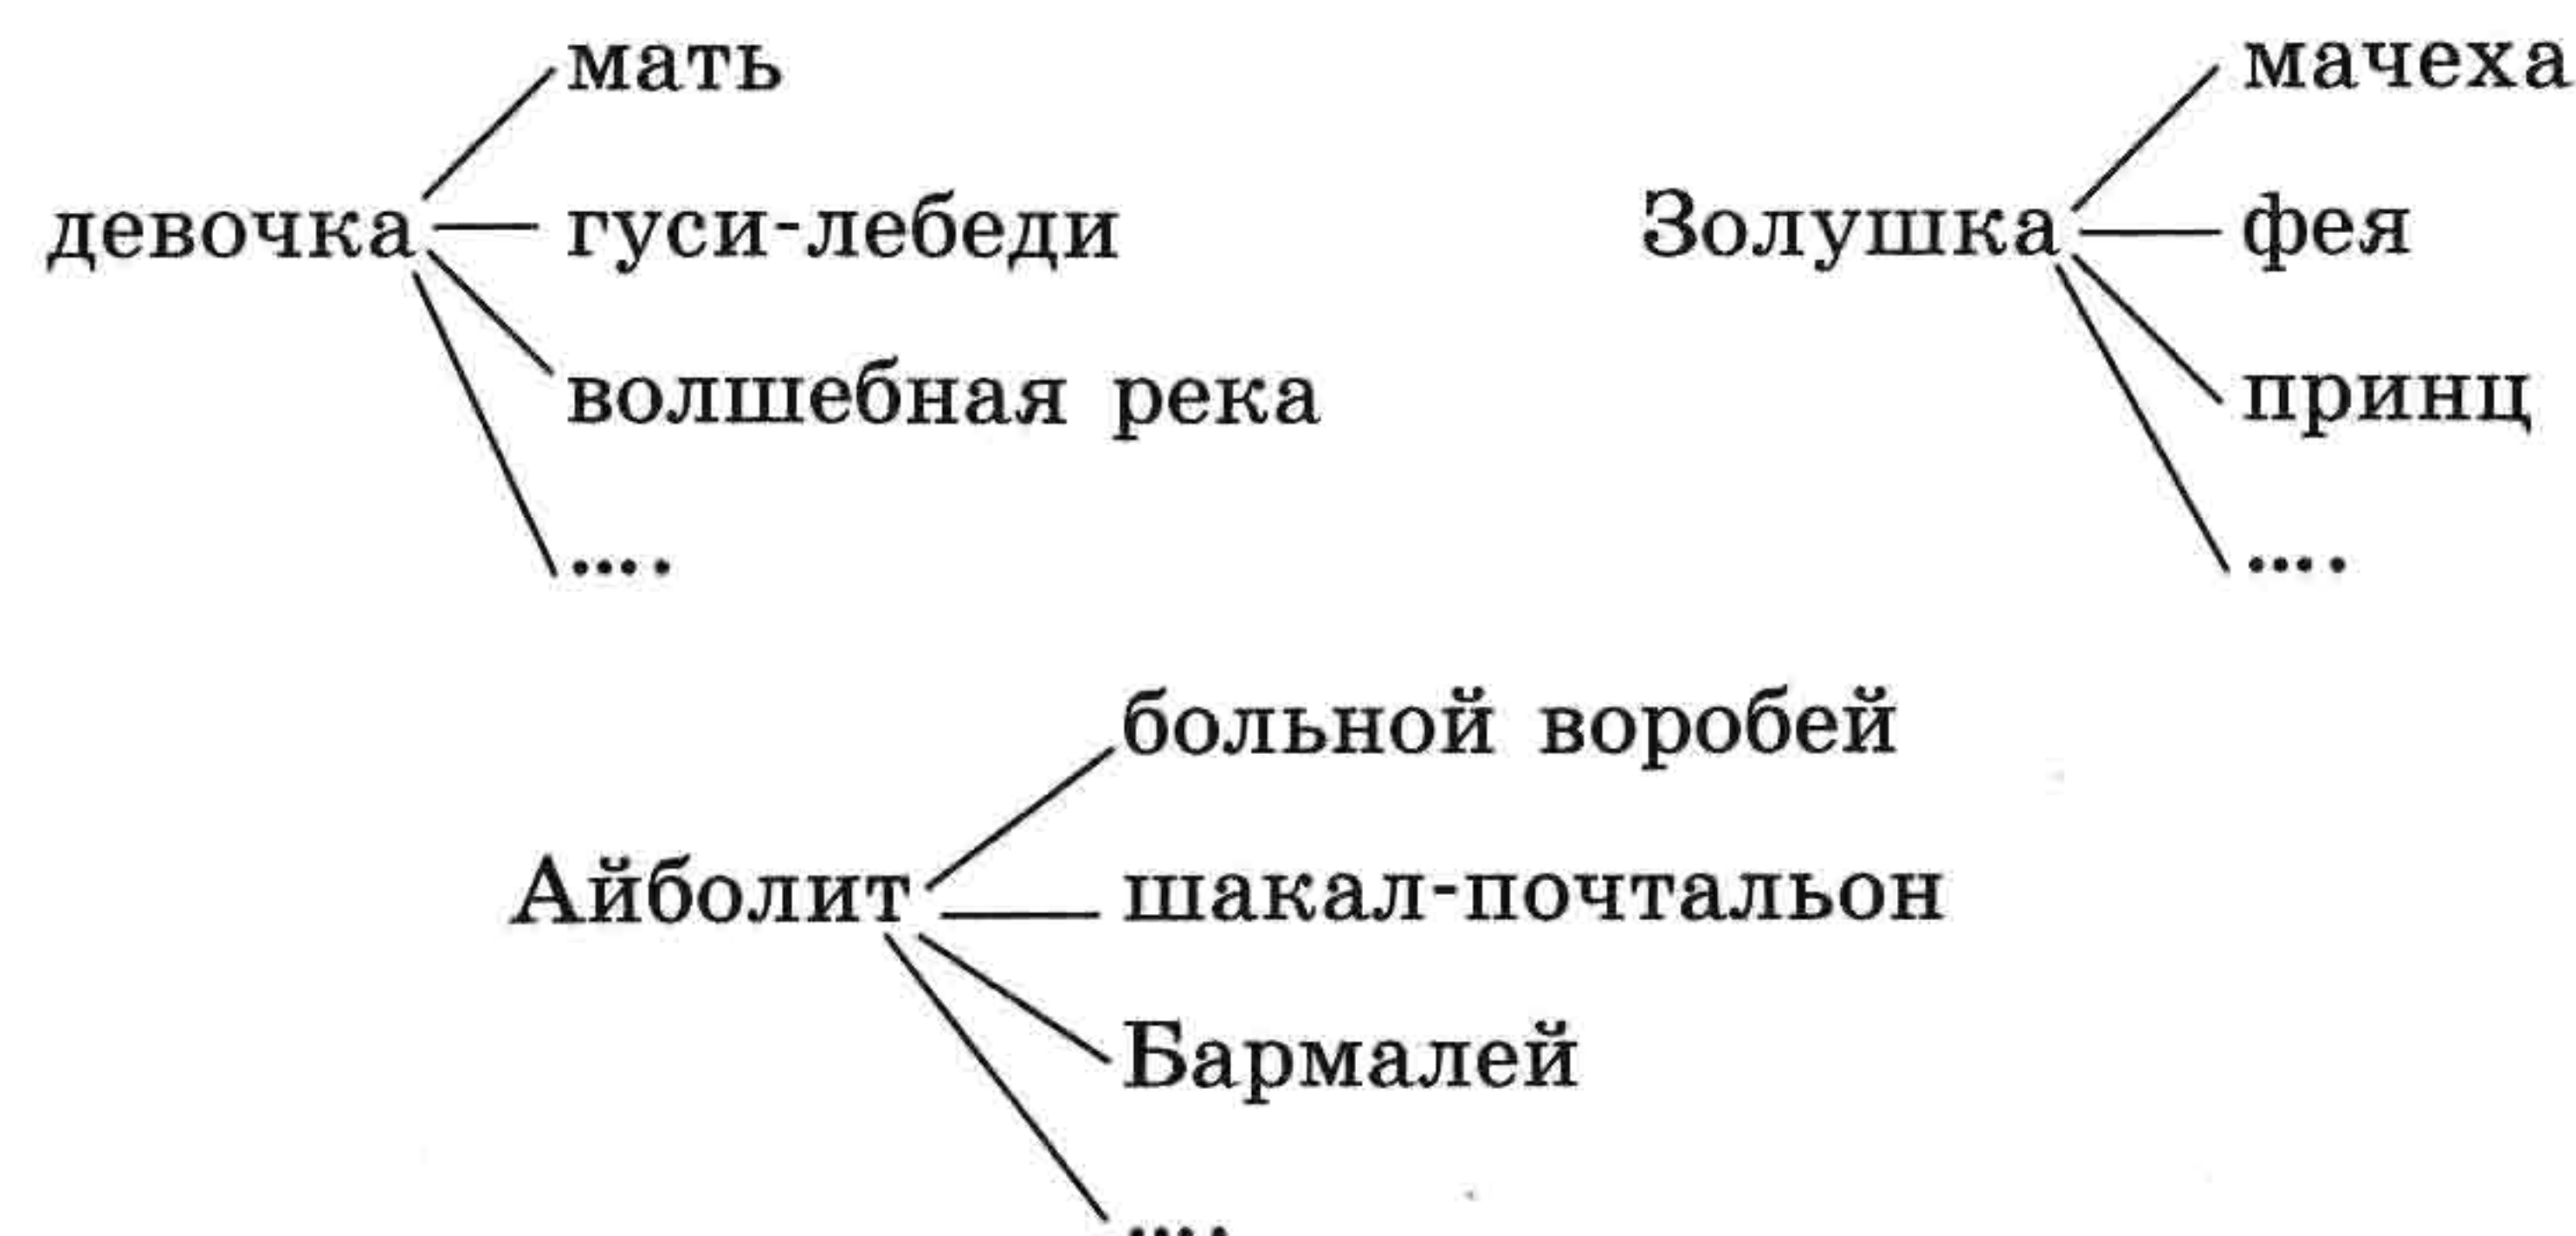 мать
девочка
гуси-лебеди
волшебная река
....
мачеха
Золушка
фея
принц
....
больной воробей
Айболит
шакал-почтальон
Бармалей
....